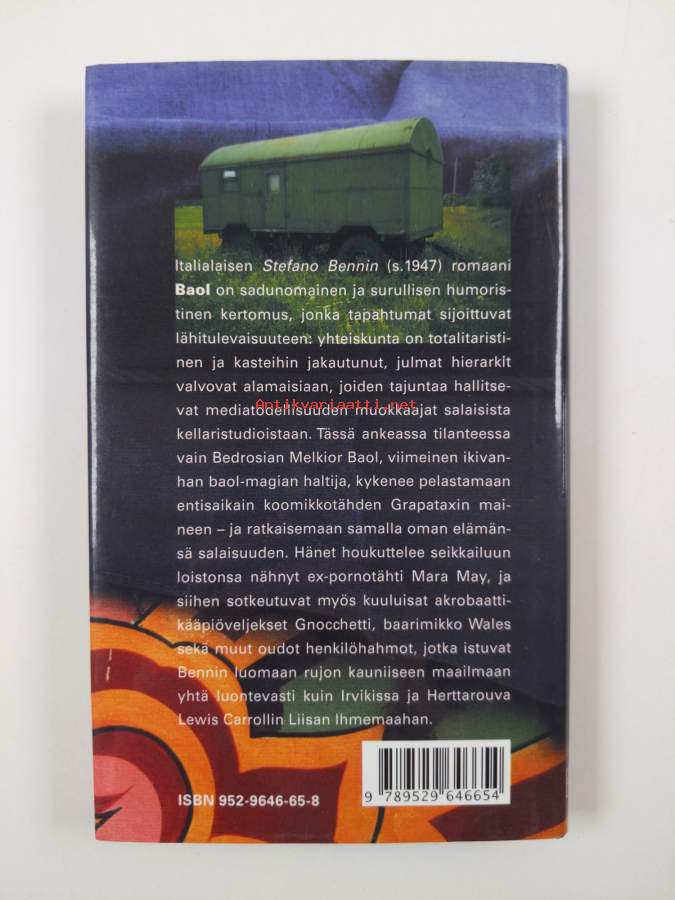 Italialaisen Stefano Bennin (s.1947) romaani
Baol on sadunomainen ja surullisen humoris-
tinen kertomus, jonka tapahtumat sijoittuvat
lähitulevaisuuteen: yhteiskunta on totalitaristi-
nen ja kasteihin jakautunut, julmat hierarkit
valvovat alamaisiaan, joiden tajuntaa hallitse-
Antikvariaatti.net
vat mediatodellisuuden muokkaajat salaisista
kellaristudioistaan. Tässä ankeassa tilanteessa
vain Bedrosian Melkior Baol, viimeinen ikivan-
han baol-magian haltija, kykenee pelastamaan
entisaikain koomikkotähden Grapataxin mai-
neen – ja ratkaisemaan samalla oman elämän-
sä salaisuuden. Hänet houkuttelee seikkailuun
loistonsa nähnyt ex-pornotähti Mara May, ja
siihen sotkeutuvat myös kuuluisat akrobaatti-
kääpiöveljekset Gnocchetti, baarimikko Wales
sekä muut oudot henkilöhahmot, jotka istuvat
Bennin luomaan rujon kauniiseen maailmaan
yhtä luontevasti kuin Irvikissa ja Herttarouva
Lewis Carrollin Liisan Ihmemaahan.
ISBN 952-9646-65-8
9 789529 646654